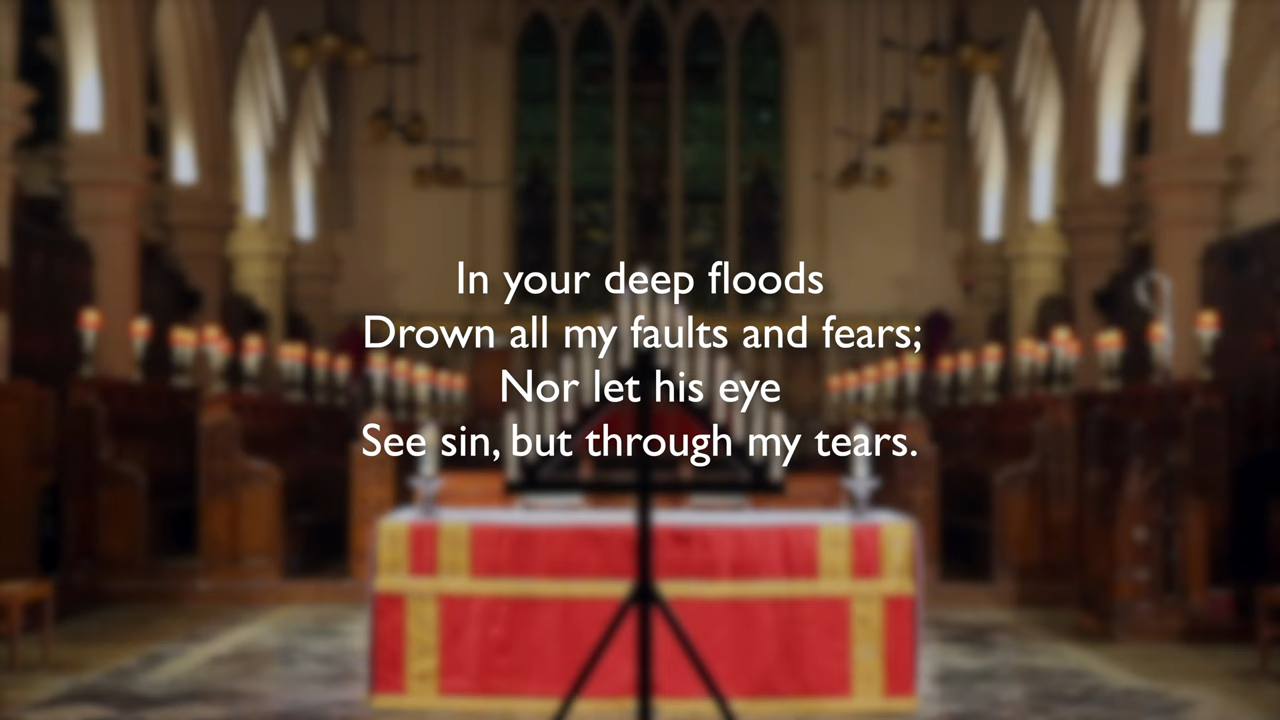 In your deep floods
Drown all my faults and fears;
Nor let his eye
See sin, but through my tears.